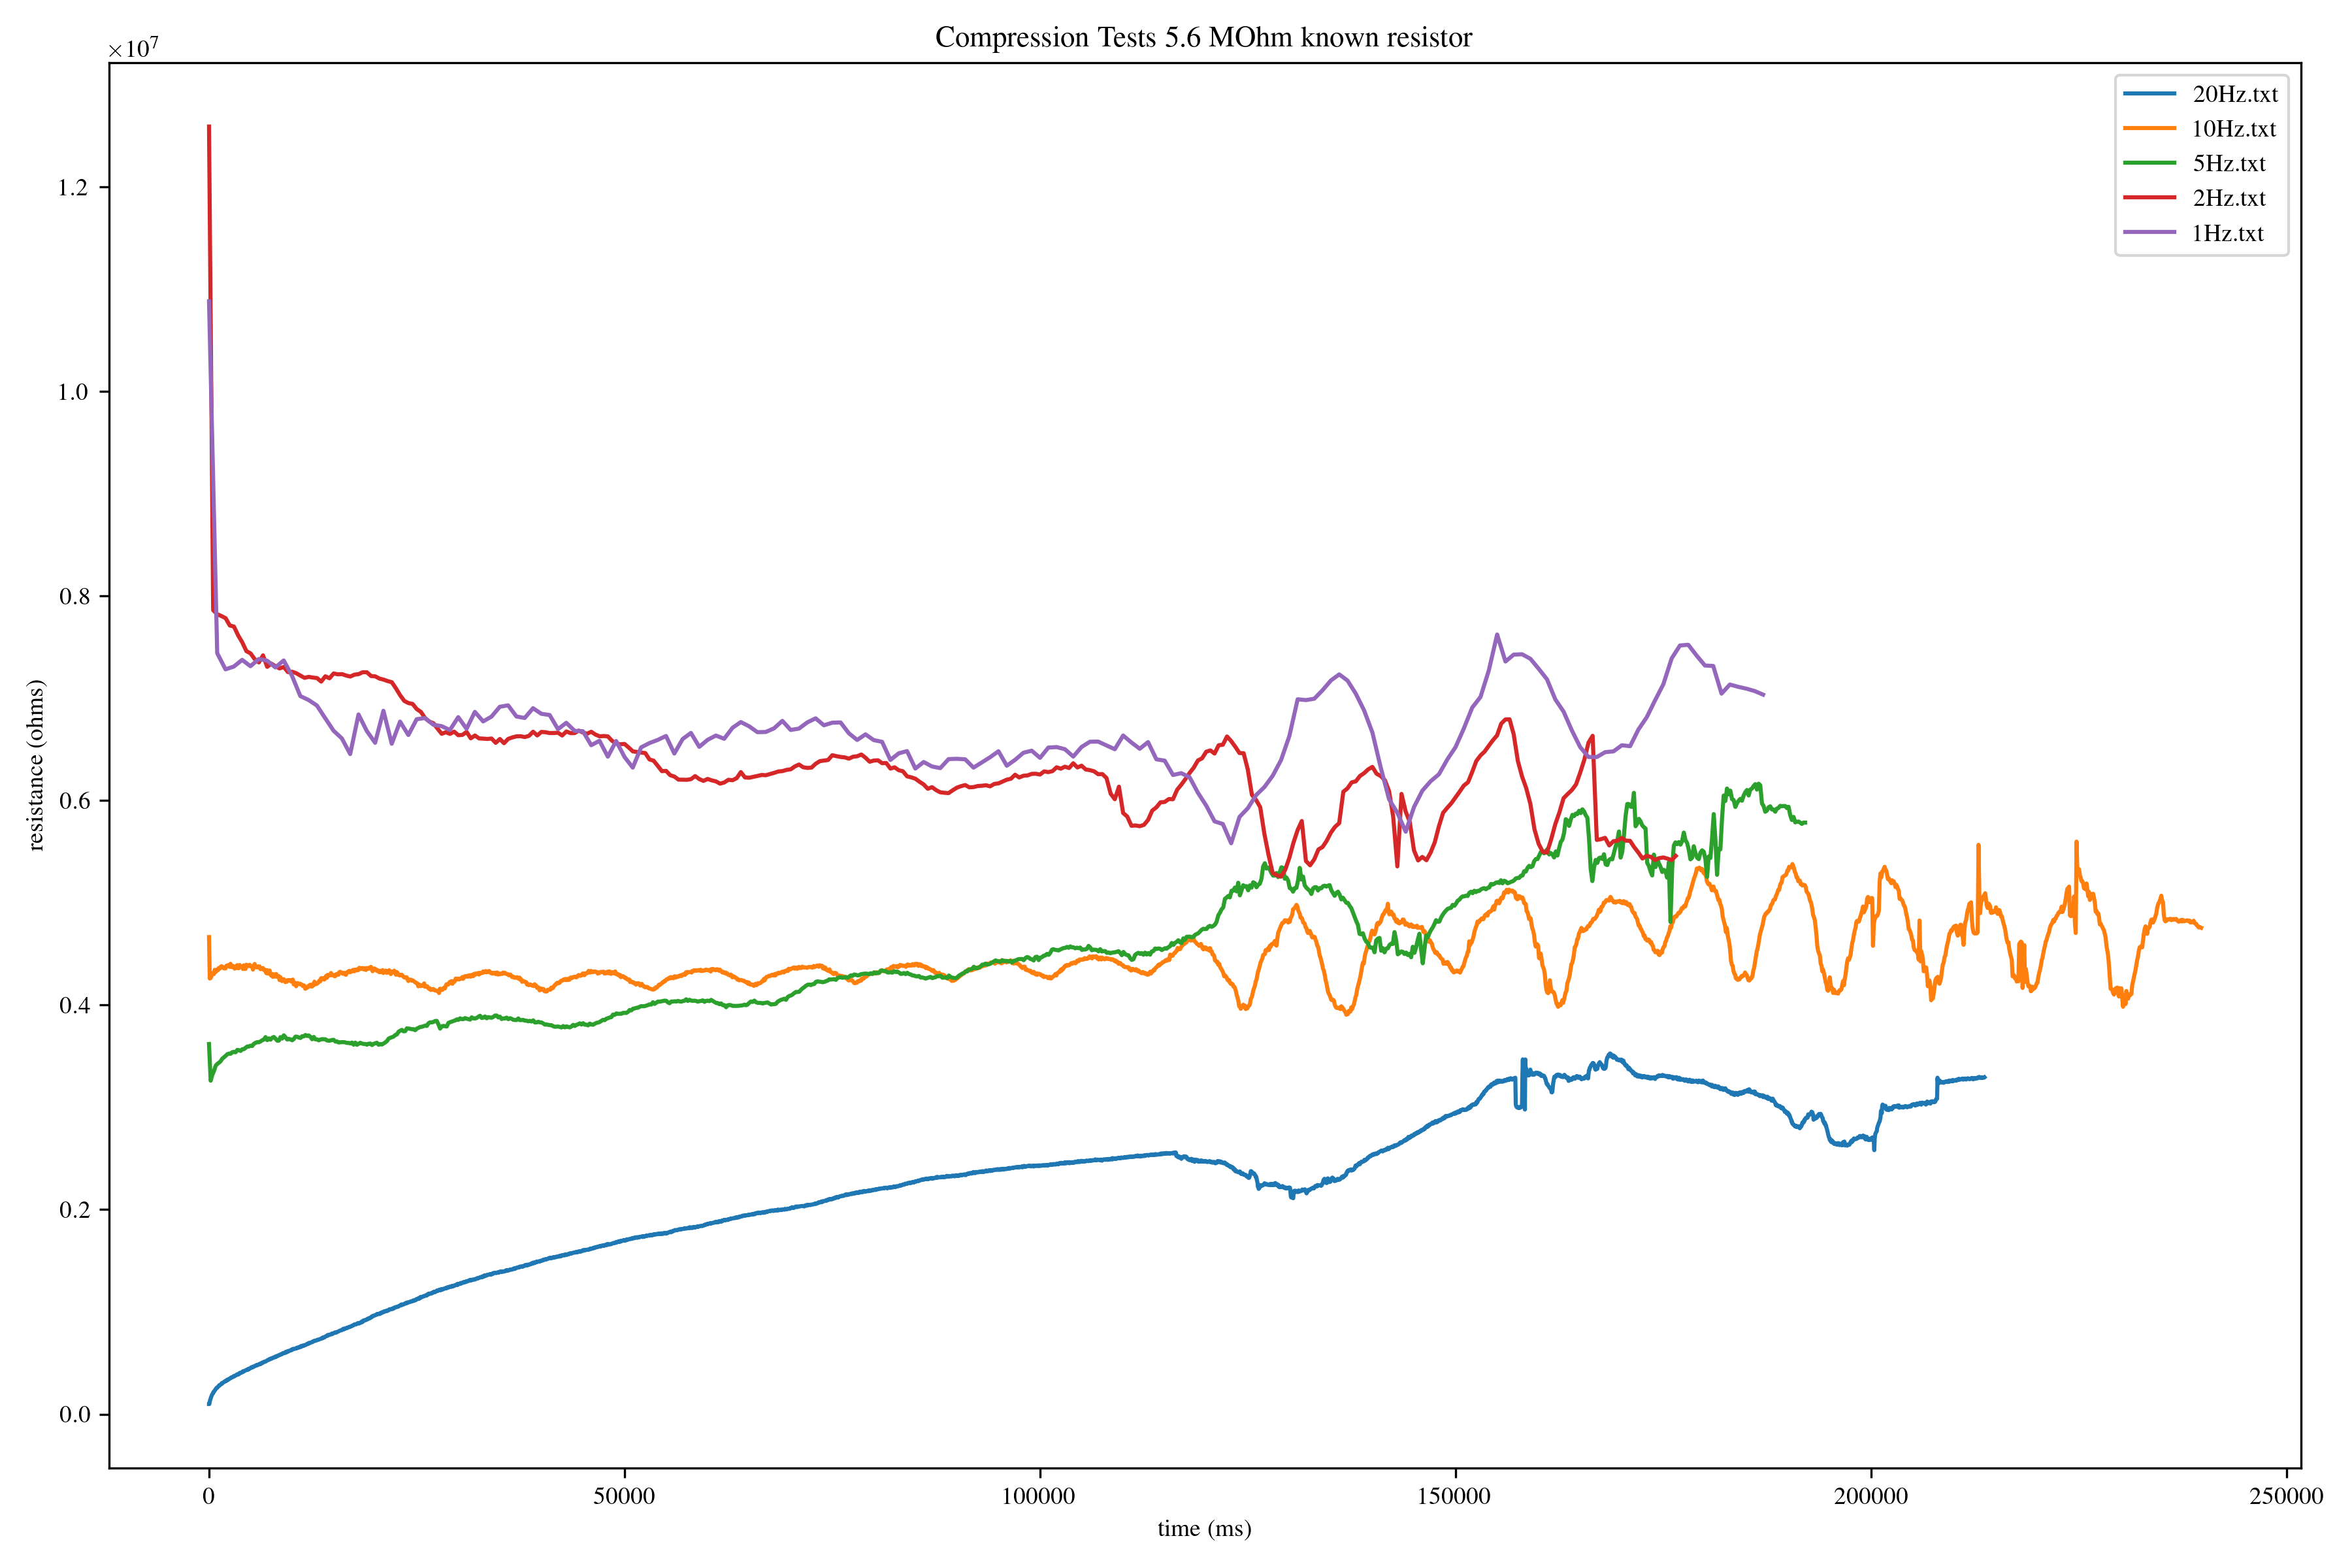 Compression Tests 5.6 MOhm known resistor
×10⁷
20Hz.txt
10Hz.txt
5Hz.txt
2Hz.txt
1Hz.txt
1.2
1.0
0.8
0.6
0.4
0.2
0.0
resistance (ohms)
0 50000 100000 150000 200000 250000
time (ms)